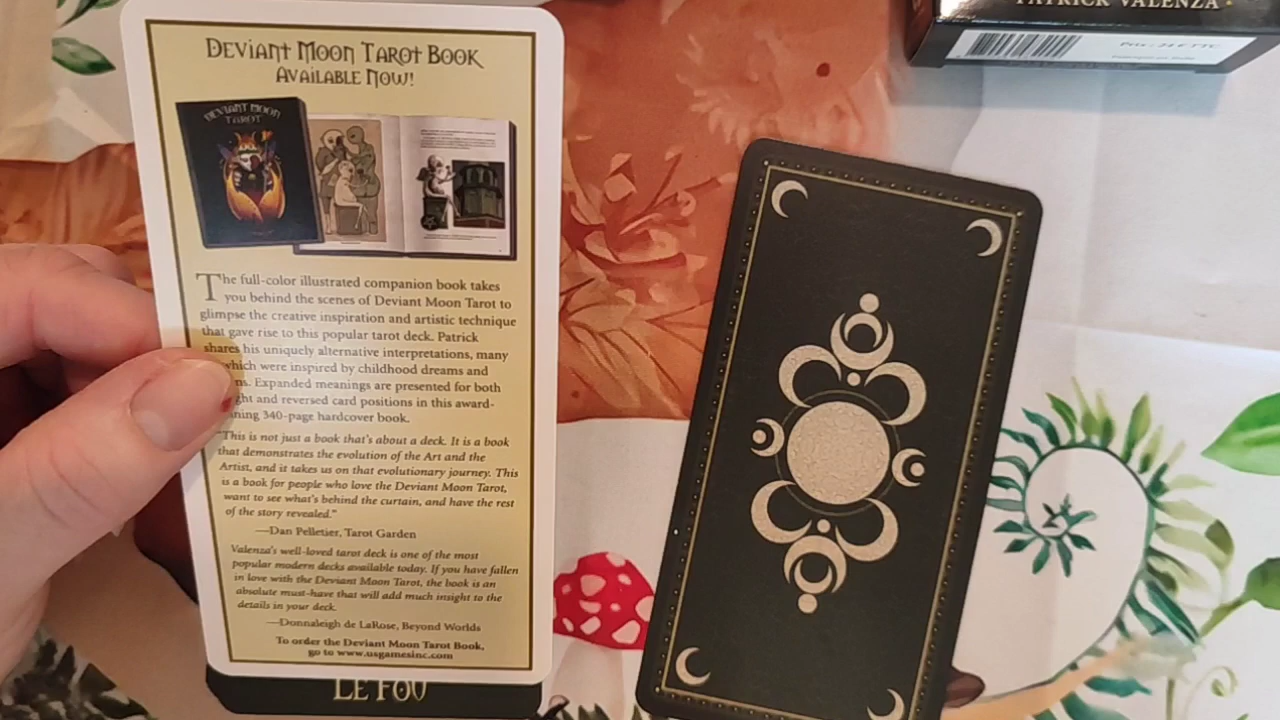 PATRICK VALENZA
Prix : 24 € TTC
DEVIANT MOON TAROT BOOK
AVAILABLE NOW!
DEVIANT MOON
TAROT
The full-color illustrated companion book takes
you behind the scenes of Deviant Moon Tarot to
glimpse the creative inspiration and artistic technique
that gave rise to this popular tarot deck. Patrick
shares his uniquely alternative interpretations, many
which were inspired by childhood dreams and
ns. Expanded meanings are presented for both
ght and reversed card positions in this award-
ning 340-page hardcover book.
"This is not just a book that's about a deck. It is a book
that demonstrates the evolution of the Art and the
Artist, and it takes us on that evolutionary journey. This
is a book for people who love the Deviant Moon Tarot,
want to see what's behind the curtain, and have the rest
of the story revealed."
—Dan Pelletier, Tarot Garden
Valenza's well-loved tarot deck is one of the most
popular modern decks available today. If you have fallen
in love with the Deviant Moon Tarot, the book is an
absolute must-have that will add much insight to the
details in your deck.
—Donnaleigh de LaRose, Beyond Worlds
To order the Deviant Moon Tarot Book,
go to www.usgamesinc.com
LE FOU